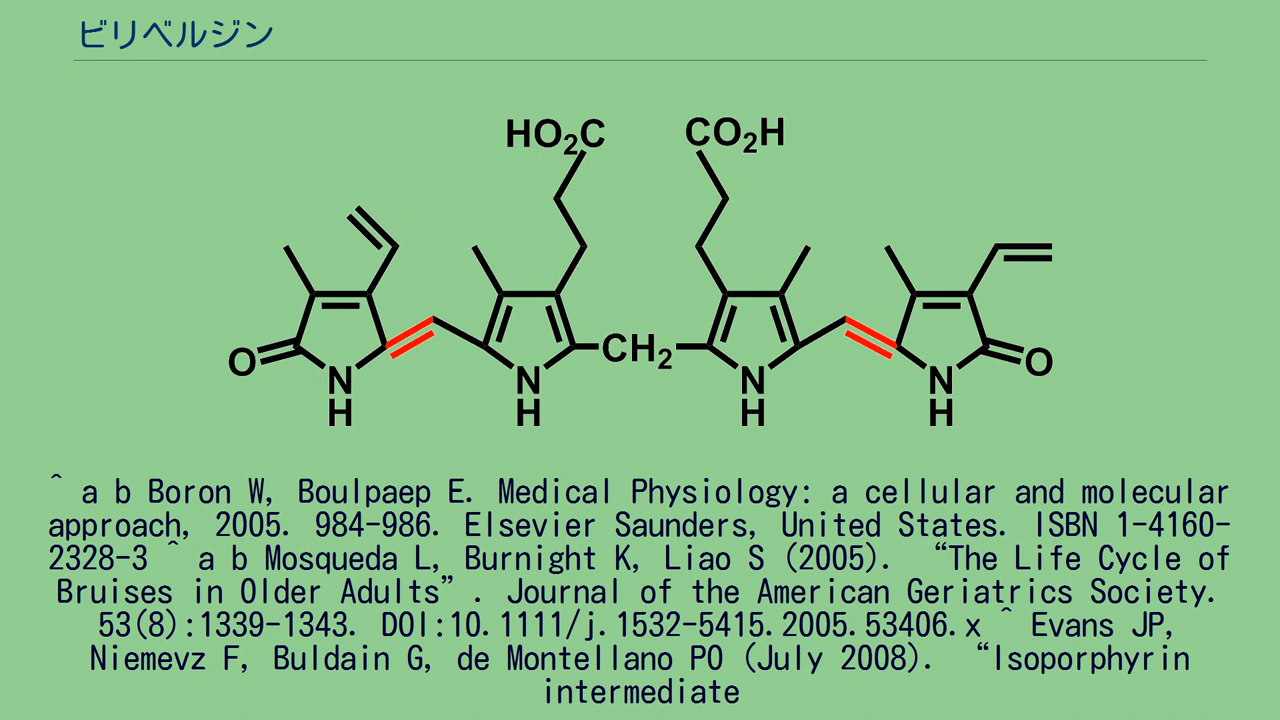 ビリベルジン
HO2C CO2H
O N H N H CH2 N H N H O
^ a b Boron W, Boulpaep E. Medical Physiology: a cellular and molecular
approach, 2005. 984-986. Elsevier Saunders, United States. ISBN 1-4160-
2328-3 ^ a b Mosqueda L, Burnight K, Liao S (2005). “The Life Cycle of
Bruises in Older Adults” . Journal of the American Geriatrics Society.
53(8):1339-1343. DOI:10.1111/j.1532-5415.2005.53406.x ^ Evans JP,
Niemevz F, Buldain G, de Montellano PO (July 2008). “Isoporphyrin
intermediate